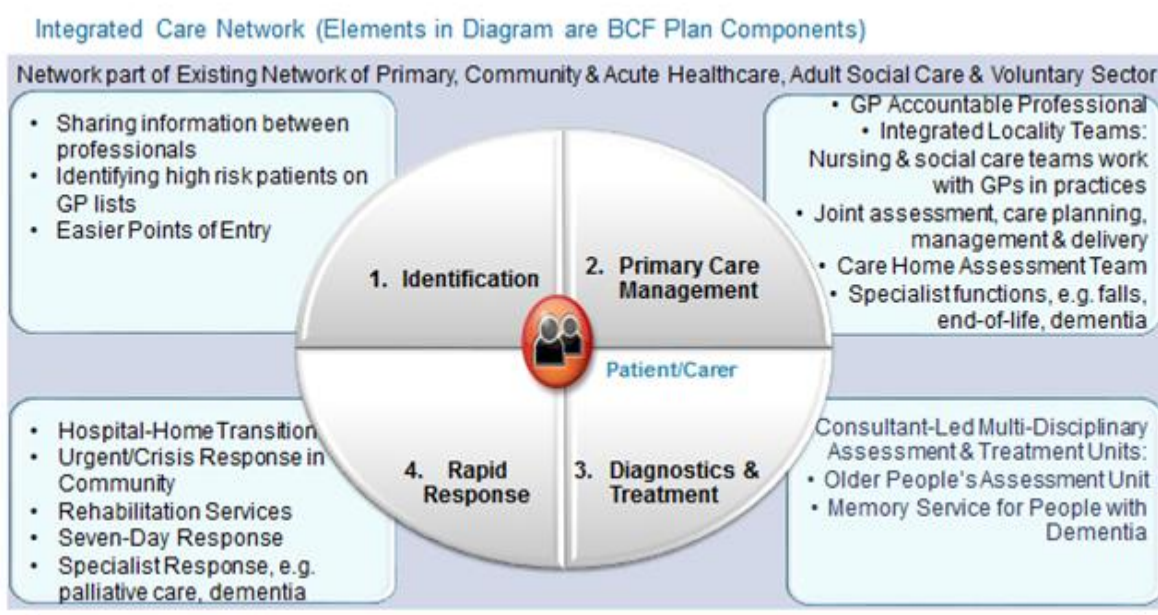 Integrated Care Network (Elements in Diagram are BCF Plan Components)
Network part of Existing Network of Primary, Community & Acute Healthcare, Adult Social Care & Voluntary Sector
• Sharing information between
professionals
• Identifying high risk patients on
GP lists
• Easier Points of Entry
• GP Accountable Professional
• Integrated Locality Teams:
Nursing & social care teams work
with GPs in practices
• Joint assessment, care planning,
management & delivery
• Care Home Assessment Team
• Specialist functions, e.g. falls,
end-of-life, dementia
1. Identification
2. Primary Care
Management
Patient/Carer
4. Rapid
Response
3. Diagnostics &
Treatment
• Hospital-Home Transition
• Urgent/Crisis Response in
Community
• Rehabilitation Services
• Seven-Day Response
• Specialist Response, e.g.
palliative care, dementia
Consultant-Led Multi-Disciplinary
Assessment & Treatment Units:
• Older People's Assessment Unit
• Memory Service for People with
Dementia